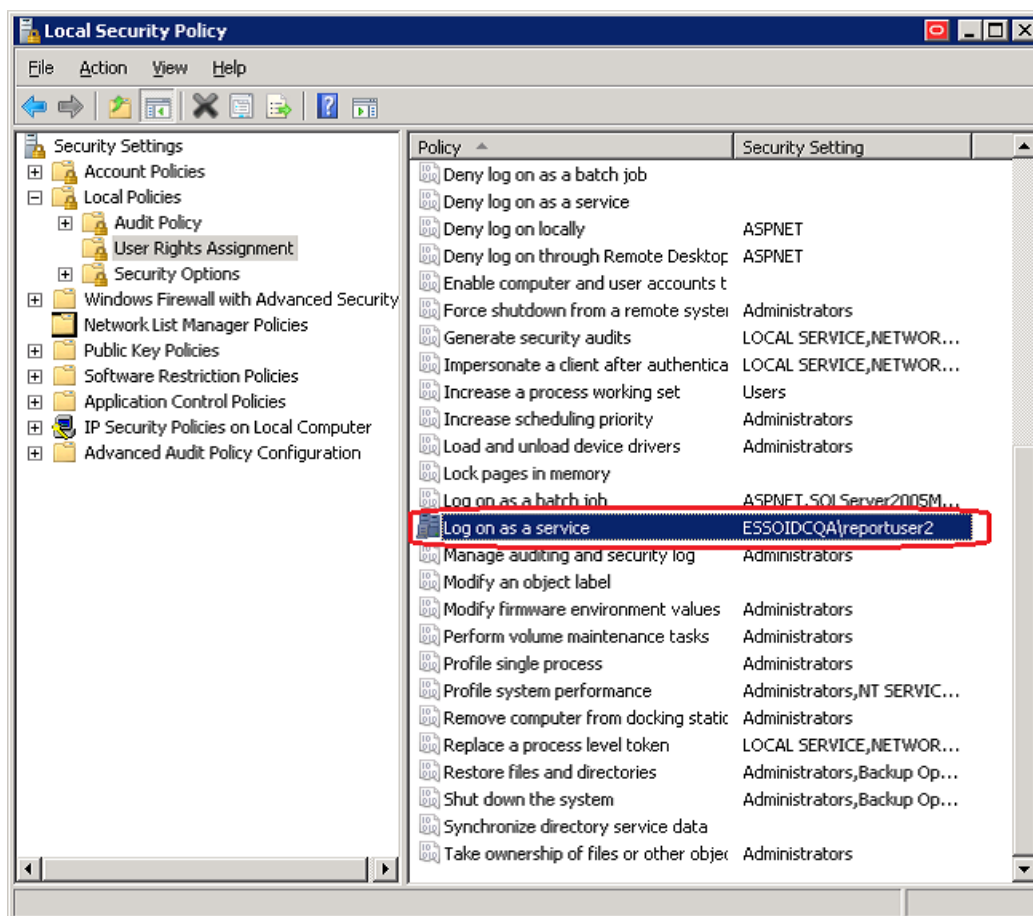 Local Security Policy
File Action View Help
Security Settings
Account Policies
Local Policies
Audit Policy
User Rights Assignment
Security Options
Windows Firewall with Advanced Security
Network List Manager Policies
Public Key Policies
Software Restriction Policies
Application Control Policies
IP Security Policies on Local Computer
Advanced Audit Policy Configuration
Policy Security Setting
Deny log on as a batch job
Deny log on as a service
Deny log on locally ASPNET
Deny log on through Remote Desktop ASPNET
Enable computer and user accounts t
Force shutdown from a remote system Administrators
Generate security audits LOCAL SERVICE,NETWOR...
Impersonate a client after authentica LOCAL SERVICE,NETWOR...
Increase a process working set Users
Increase scheduling priority Administrators
Load and unload device drivers Administrators
Lock pages in memory
Log on as a batch job ASPNET,SQLServer2005M...
Log on as a service ESSOIDCQA\reportuser2
Manage auditing and security log Administrators
Modify an object label
Modify firmware environment values Administrators
Perform volume maintenance tasks Administrators
Profile single process Administrators
Profile system performance Administrators,NT SERVIC...
Remove computer from docking static Administrators
Replace a process level token LOCAL SERVICE,NETWOR...
Restore files and directories Administrators,Backup Op...
Shut down the system Administrators,Backup Op...
Synchronize directory service data
Take ownership of files or other objec Administrators